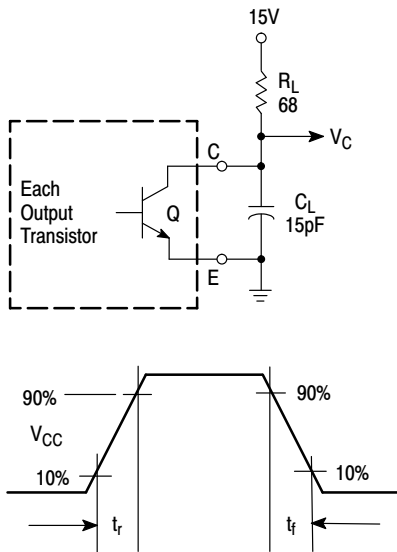 15V
R_L
68
V_C
C
Each
Output
Transistor
Q
C_L
15pF
E
90%
90%
V_CC
10%
10%
t_r
t_f